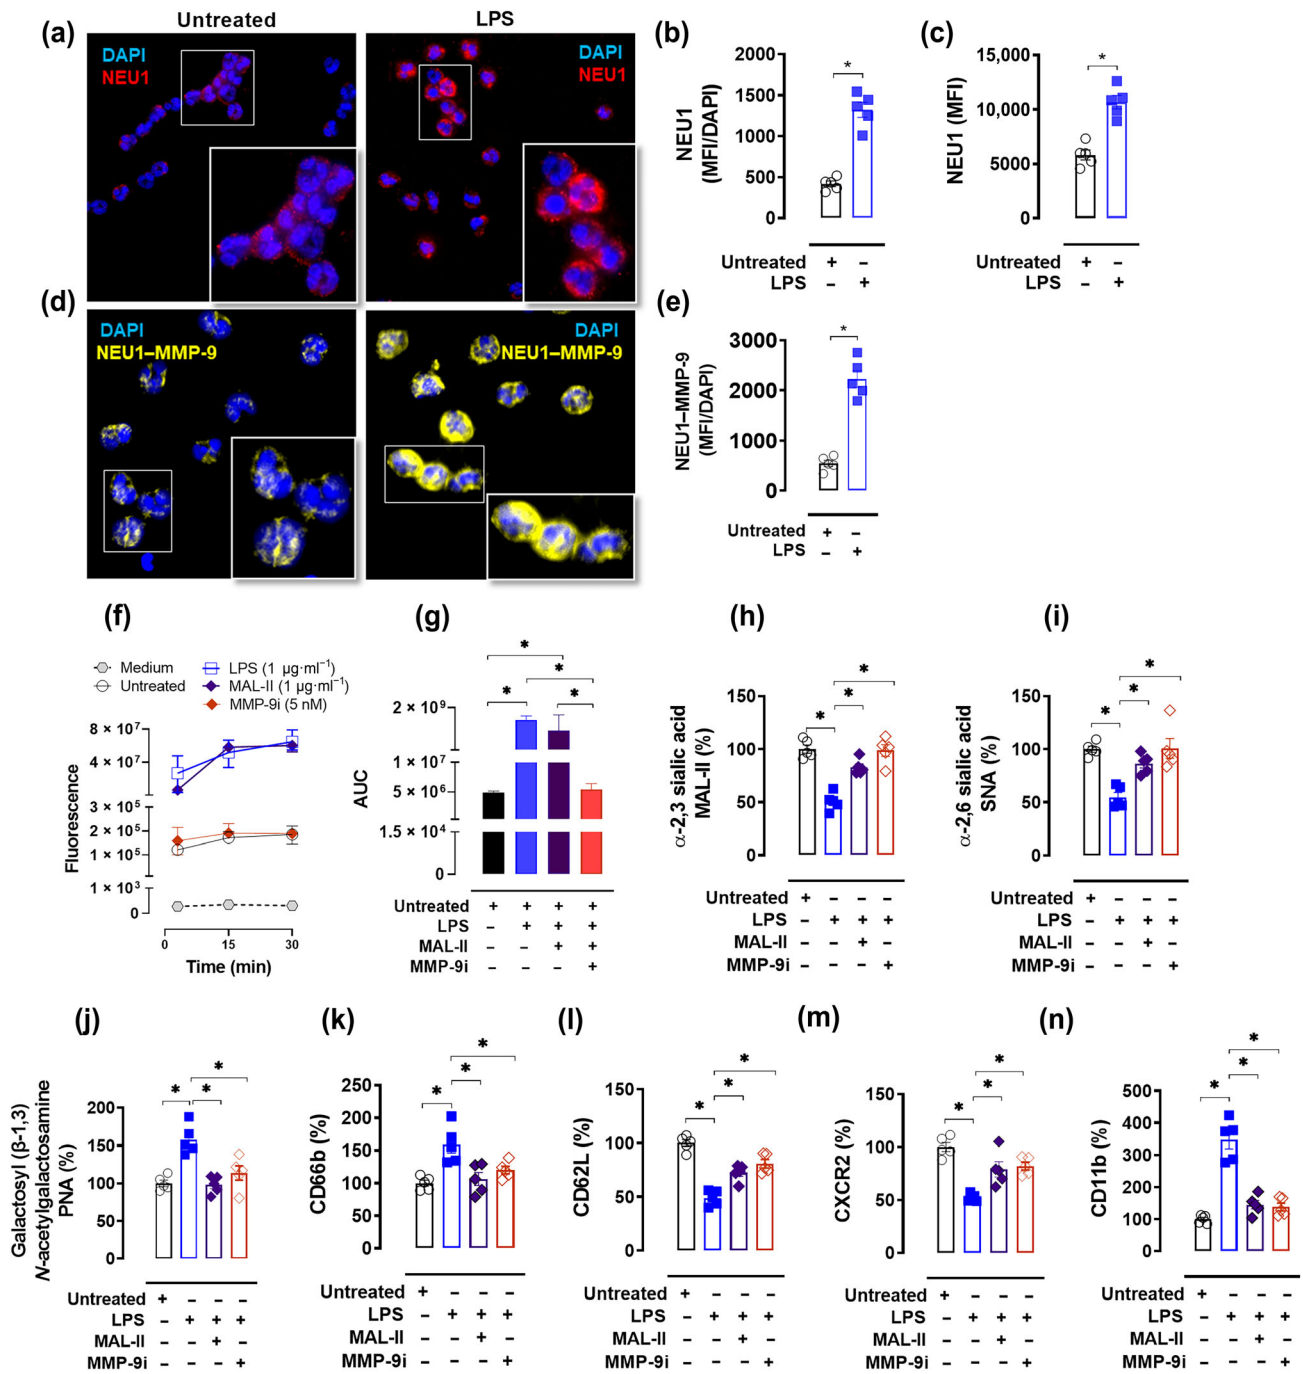 (a)
Untreated
LPS
DAPI
NEU1
DAPI
NEU1
(b)
NEU1
(MFI/DAPI)
2000
1500
1000
500
0
*
Untreated + –
LPS – +
(c)
NEU1 (MFI)
15,000
10,000
5000
0
*
Untreated + –
LPS – +
(d)
DAPI
NEU1–MMP-9
DAPI
NEU1–MMP-9
(e)
NEU1–MMP-9
(MFI/DAPI)
3000
2000
1000
0
*
Untreated + –
LPS – +
(f)
Medium
Untreated
LPS (1 μg·ml⁻¹)
MAL-II (1 μg·ml⁻¹)
MMP-9i (5 nM)
Fluorescence
8 × 10⁷
4 × 10⁷
3 × 10⁵
2 × 10⁵
1 × 10⁵
1 × 10³
0
0 15 30
Time (min)
(g)
AUC
2 × 10⁹
5 × 10⁶
1.5 × 10⁴
0
* * * *
Untreated + + + +
LPS – + + +
MAL-II – – + +
MMP-9i – – – +
(h)
α-2,3 sialic acid
MAL-II (%)
150
100
50
0
* * *
Untreated + – – –
LPS – + + +
MAL-II – – + –
MMP-9i – – – +
(i)
α-2,6 sialic acid
SNA (%)
150
100
50
0
* * *
Untreated + – – –
LPS – + + +
MAL-II – – + –
MMP-9i – – – +
(j)
Galactosyl (β-1,3)
N-acetylgalactosamine
PNA (%)
200
150
100
50
0
* * *
Untreated + – – –
LPS – + + +
MAL-II – – + –
MMP-9i – – – +
(k)
CD66b (%)
250
200
150
100
50
0
* * *
Untreated + – – –
LPS – + + +
MAL-II – – + –
MMP-9i – – – +
(l)
CD62L (%)
150
100
50
0
* * *
Untreated + – – –
LPS – + + +
MAL-II – – + –
MMP-9i – – – +
(m)
CXCR2 (%)
150
100
50
0
* * *
Untreated + – – –
LPS – + + +
MAL-II – – + –
MMP-9i – – – +
(n)
CD11b (%)
500
400
300
200
100
0
* * *
Untreated + – – –
LPS – + + +
MAL-II – – + –
MMP-9i – – – +